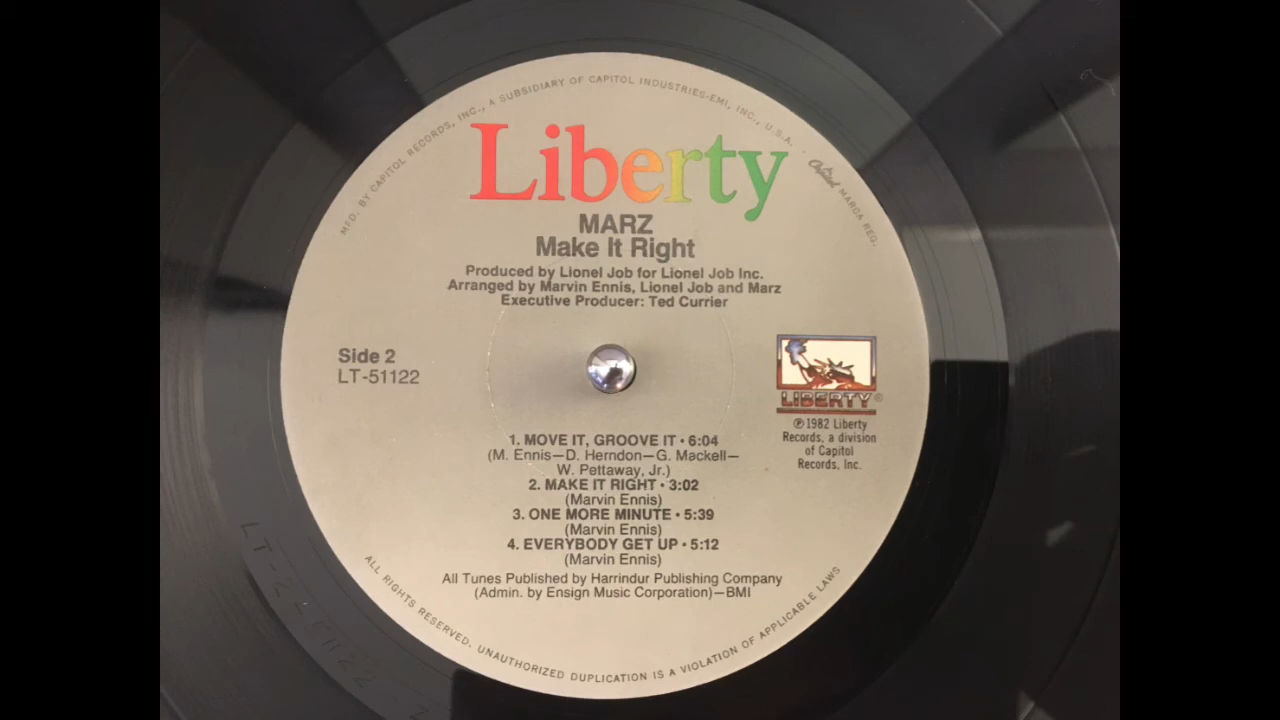 MFD. BY CAPITOL RECORDS, INC., A SUBSIDIARY OF CAPITOL INDUSTRIES-EMI, INC., U.S.A. · Capitol MARCA REG.
Liberty
MARZ
Make It Right
Produced by Lionel Job for Lionel Job Inc.
Arranged by Marvin Ennis, Lionel Job and Marz
Executive Producer: Ted Currier
Side 2
LT-51122
LIBERTY®
℗1982 Liberty
Records, a division
of Capitol
Records, Inc.
1. MOVE IT, GROOVE IT • 6:04
(M. Ennis—D. Herndon—G. Mackell—
W. Pettaway, Jr.)
2. MAKE IT RIGHT • 3:02
(Marvin Ennis)
3. ONE MORE MINUTE • 5:39
(Marvin Ennis)
4. EVERYBODY GET UP • 5:12
(Marvin Ennis)
All Tunes Published by Harrindur Publishing Company
(Admin. by Ensign Music Corporation)—BMI
ALL RIGHTS RESERVED. UNAUTHORIZED DUPLICATION IS A VIOLATION OF APPLICABLE LAWS